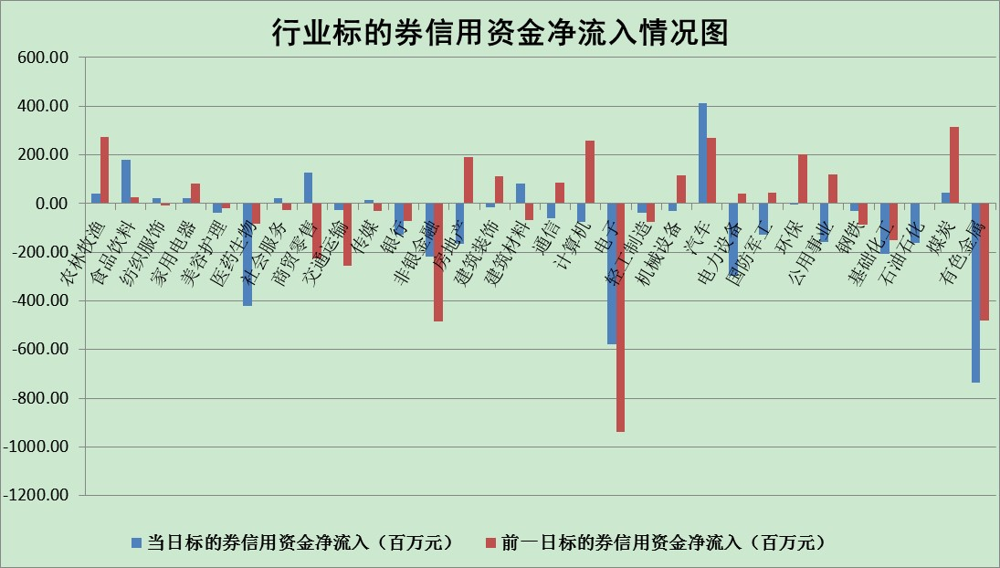 行业标的券信用资金净流入情况图
600.00
400.00
200.00
0.00
-200.00
-400.00
-600.00
-800.00
-1000.00
-1200.00
农林牧渔
食品饮料
纺织服饰
家用电器
美容护理
医药生物
社会服务
商贸零售
交通运输
传媒
银行
非银金融
房地产
建筑装饰
建筑材料
通信
计算机
电子
轻工制造
机械设备
汽车
电力设备
国防军工
环保
公用事业
钢铁
基础化工
石油石化
煤炭
有色金属
当日标的券信用资金净流入（百万元）
前一日标的券信用资金净流入（百万元）